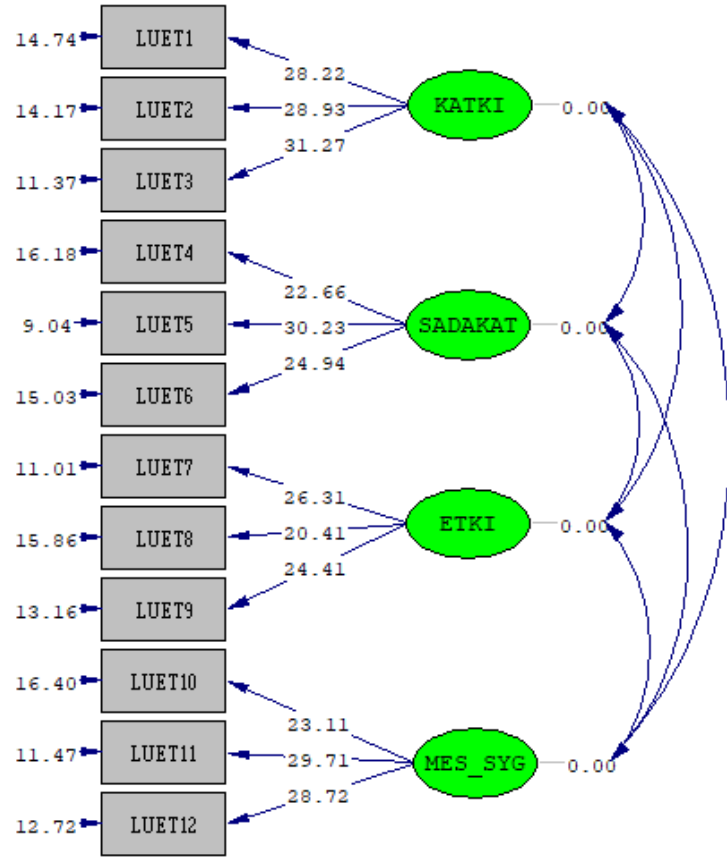 14.74 LUET1
28.22
14.17 LUET2 28.93 KATKI 0.00
31.27
11.37 LUET3
16.18 LUET4
22.66
9.04 LUET5 30.23 SADAKAT 0.00
24.94
15.03 LUET6
11.01 LUET7
26.31
15.86 LUET8 20.41 ETKI 0.00
24.41
13.16 LUET9
16.40 LUET10
23.11
11.47 LUET11 29.71 MES_SYG 0.00
28.72
12.72 LUET12